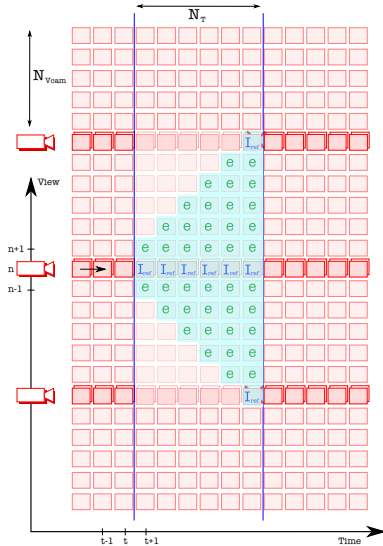 N_T
N_Vcam
I_ref
e e
View e e e
e e e e
e e e e e
n+1 e e e e e e
n I_ref I_ref I_ref I_ref I_ref I_ref
n-1 e e e e e e
e e e e e
e e e e
e e e
e e
I_ref
t-1 t t+1 Time